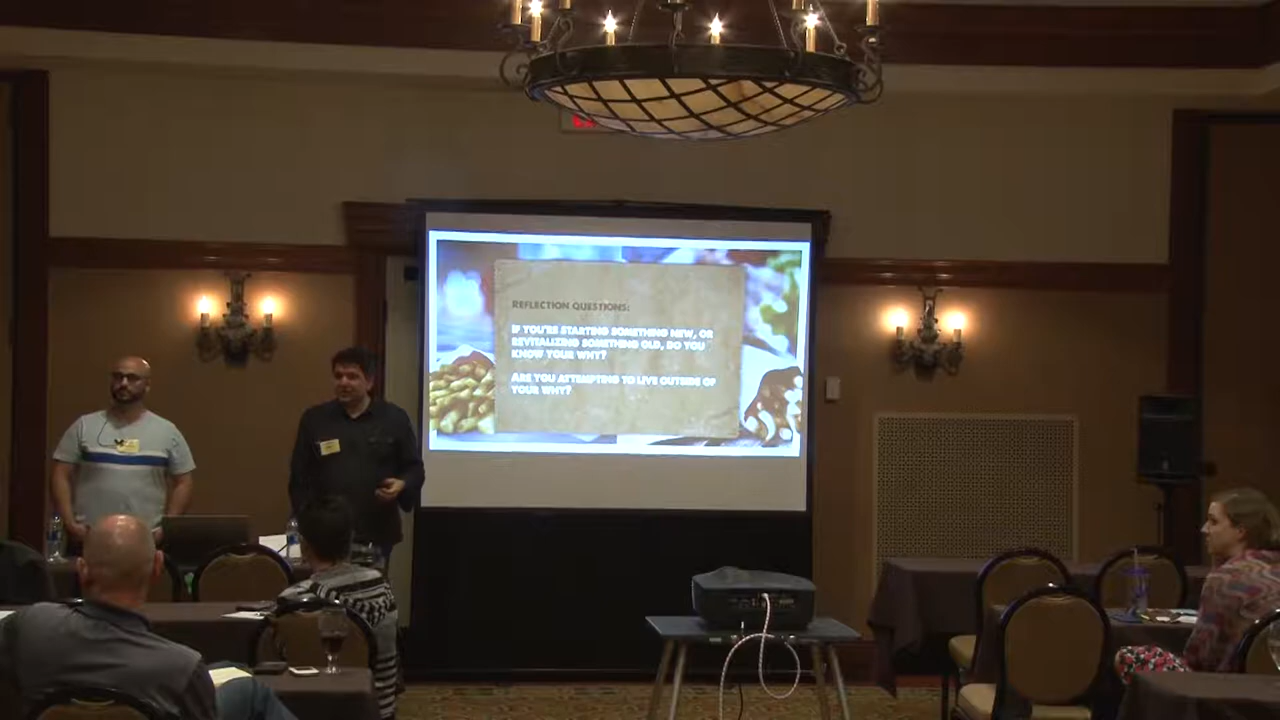 REFLECTION QUESTIONS:
IF YOU'RE STARTING SOMETHING NEW, OR
REVITALIZING SOMETHING OLD, DO YOU
KNOW YOUR WHY?
ARE YOU ATTEMPTING TO LIVE OUTSIDE OF
YOUR WHY?